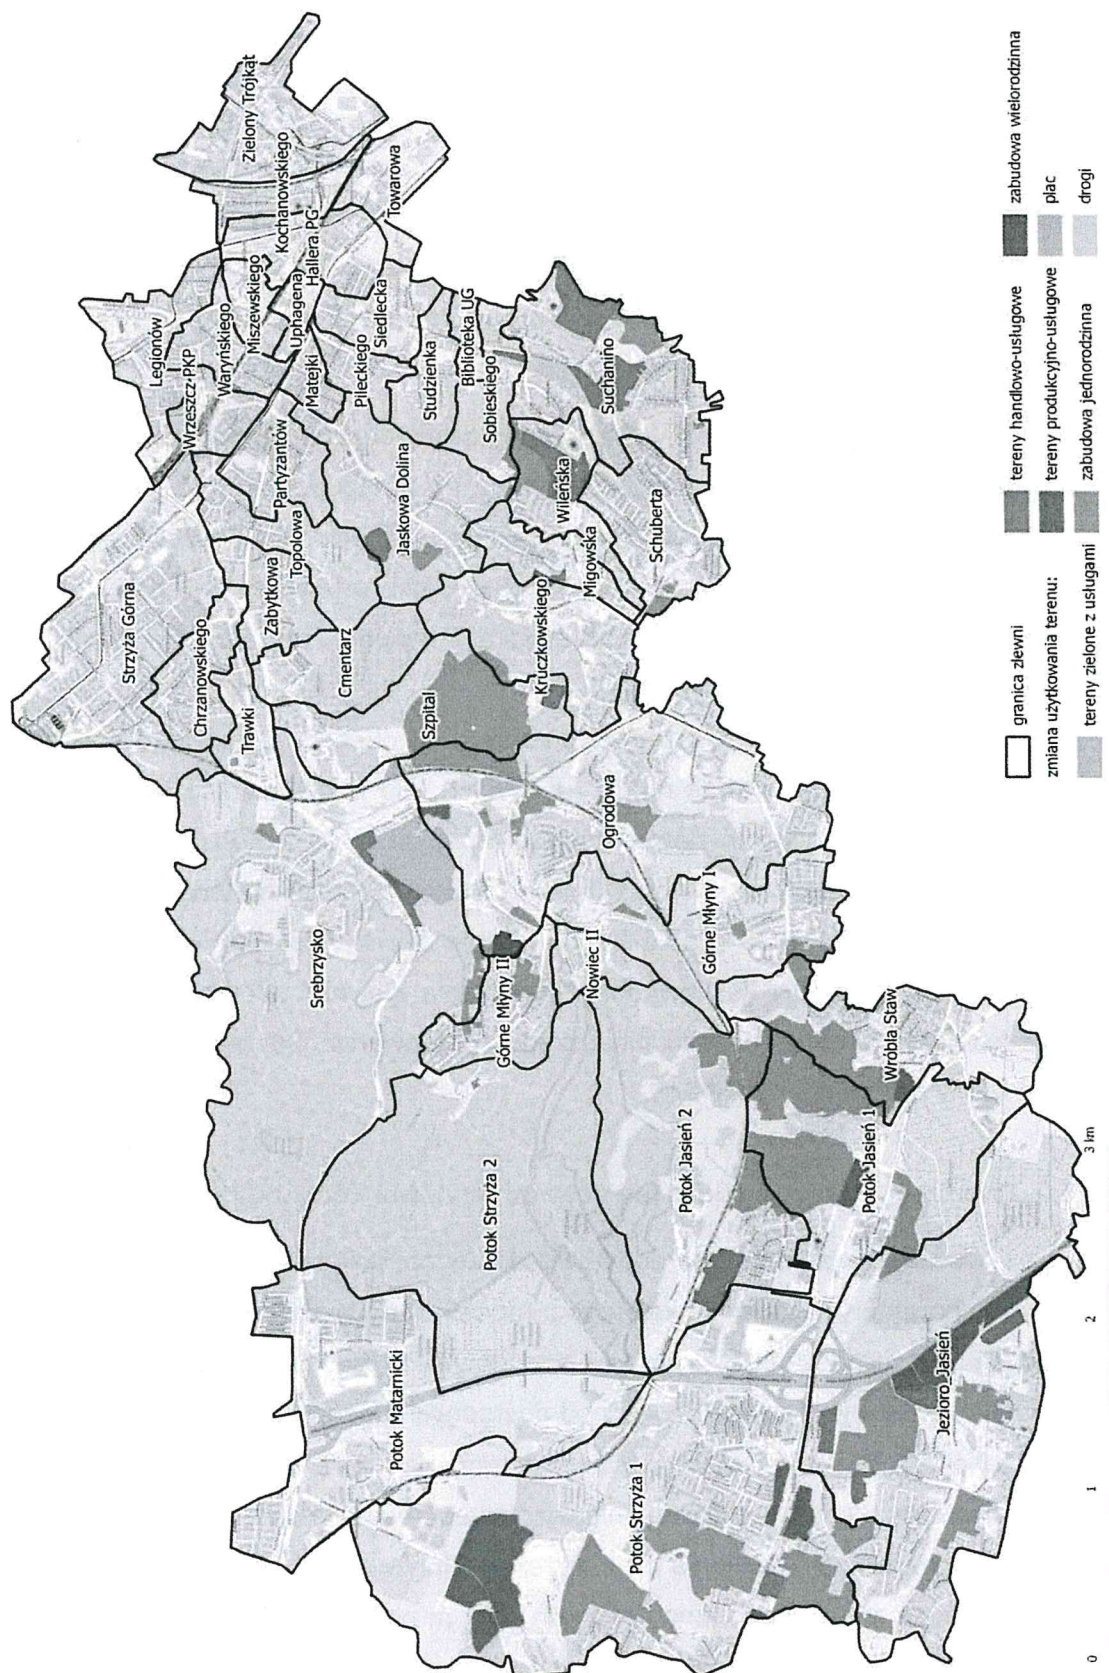 Zielony Trójkąt
Kochanowskiego
Hallera PG
Towarowa
Legionów
Wrzeszcz PKP
Waryńskiego
Miszewskiego
Uphagena
Matejki
Pileckiego
Siedlecka
Studzienka
Biblioteka UG
Sobieskiego
Suchanino
Wileńska
Migowska
Schuberta
Partyzantów
Topolowa
Zabytkowa
Jaskowa Dolina
Strzyża Górna
Chrzanowskiego
Trawki
Cmentarz
Szpital
Kruczkowskiego
Srebrzysko
Ogrodowa
Górne Młyny I
Górne Młyny II
Nowiec II
Wróbla Staw
Potok Strzyża 2
Potok Jasień 2
Potok Jasień 1
Potok Matarnicki
Potok Strzyża 1
Jezioro_Jasień
granica zlewni
zmiana użytkowania terenu:
tereny zielone z usługami
tereny handlowo-usługowe
tereny produkcyjno-usługowe
zabudowa jednorodzinna
zabudowa wielorodzinna
plac
drogi
0 1 2 3 km